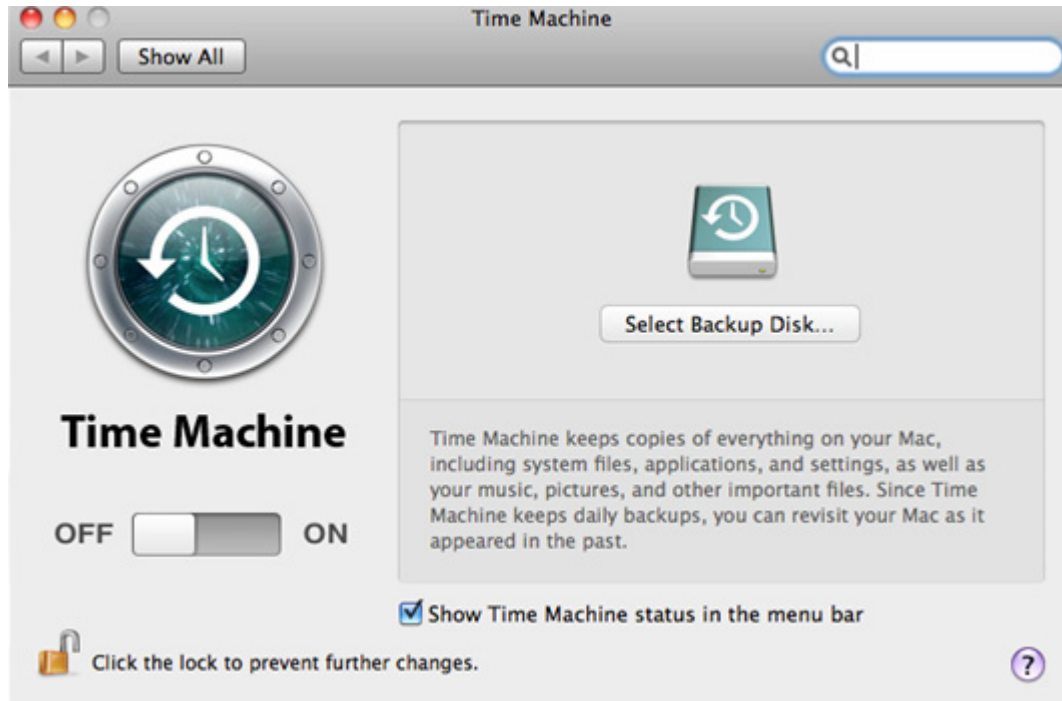 Time Machine
Show All
Select Backup Disk...
Time Machine
Time Machine keeps copies of everything on your Mac,
including system files, applications, and settings, as well as
your music, pictures, and other important files. Since Time
Machine keeps daily backups, you can revisit your Mac as it
appeared in the past.
OFF ON
Show Time Machine status in the menu bar
Click the lock to prevent further changes.
?